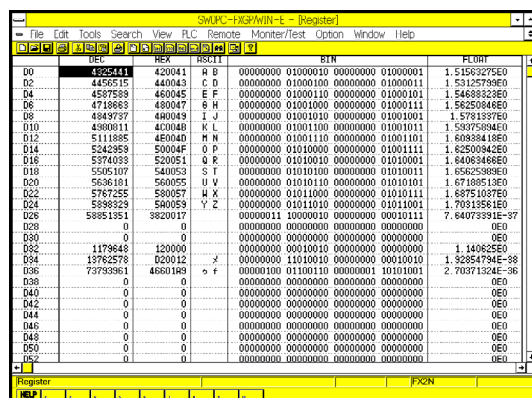 SW0PC-FXGP/WIN-E - [Register]
File Edit Tools Search View PLC Remote Moniter/Test Option Window Help
DEC HEX ASCII BIN FLOAT
D0 4325441 420041 A B 00000000 01000010 00000000 01000001 1.51563275E0
D2 4456515 440043 C D 00000000 01000100 00000000 01000011 1.53125799E0
D4 4587589 460045 E F 00000000 01000110 00000000 01000101 1.54688323E0
D6 4718663 480047 G H 00000000 01001000 00000000 01000111 1.56250846E0
D8 4849737 4A0049 I J 00000000 01001010 00000000 01001001 1.5781337E0
D10 4980811 4C004B K L 00000000 01001100 00000000 01001011 1.59375894E0
D12 5111885 4E004D M N 00000000 01001110 00000000 01001101 1.60938418E0
D14 5242959 50004F O P 00000000 01010000 00000000 01001111 1.62500942E0
D16 5374033 520051 Q R 00000000 01010010 00000000 01010001 1.64063466E0
D18 5505107 540053 S T 00000000 01010100 00000000 01010011 1.65625989E0
D20 5636181 560055 U V 00000000 01010110 00000000 01010101 1.67188513E0
D22 5767255 580057 W X 00000000 01011000 00000000 01010111 1.68751037E0
D24 5898329 5A0059 Y Z 00000000 01011010 00000000 01011001 1.70313561E0
D26 58851351 3820017 00000011 10000010 00000000 00010111 7.64073391E-37
D28 0 0 00000000 00000000 00000000 00000000 0E0
D30 0 0 00000000 00000000 00000000 00000000 0E0
D32 1179648 120000 00000000 00010010 00000000 00000000 1.140625E0
D34 13762578 D20012 ﾒ 00000000 11010010 00000000 00010010 1.92854794E-38
D36 73793961 46601A9 ｩ f 00000100 01100110 00000001 10101001 2.70371324E-36
D38 0 0 00000000 00000000 00000000 00000000 0E0
D40 0 0 00000000 00000000 00000000 00000000 0E0
D42 0 0 00000000 00000000 00000000 00000000 0E0
D44 0 0 00000000 00000000 00000000 00000000 0E0
D46 0 0 00000000 00000000 00000000 00000000 0E0
D48 0 0 00000000 00000000 00000000 00000000 0E0
D50 0 0 00000000 00000000 00000000 00000000 0E0
D52 0 0 00000000 00000000 00000000 00000000 0E0
Register FX2N
HELP